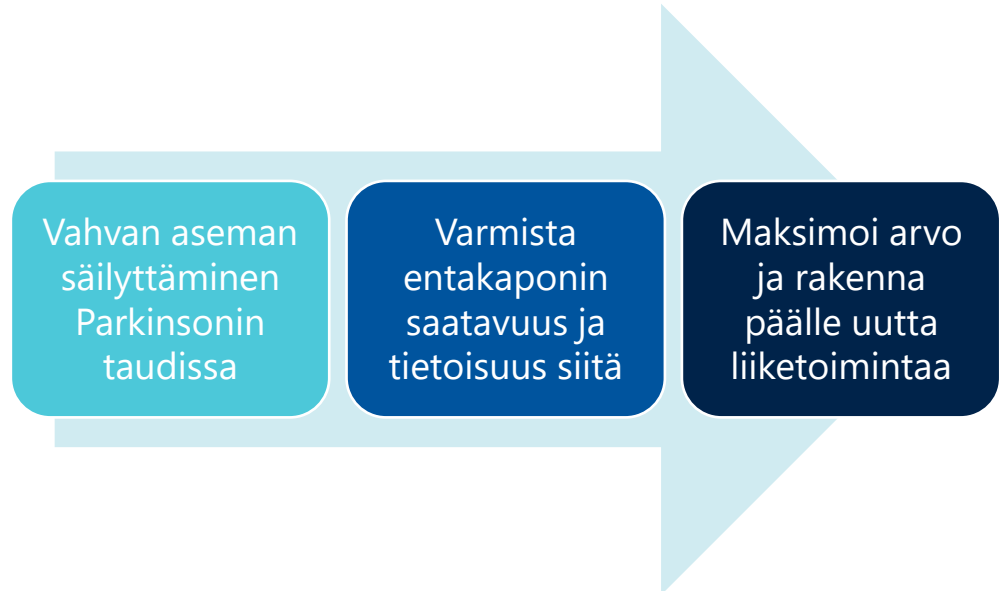 Vahvan aseman
säilyttäminen
Parkinsonin
taudissa
Varmista
entakaponin
saatavuus ja
tietoisuus siitä
Maksimoi arvo
ja rakenna
päälle uutta
liiketoimintaa